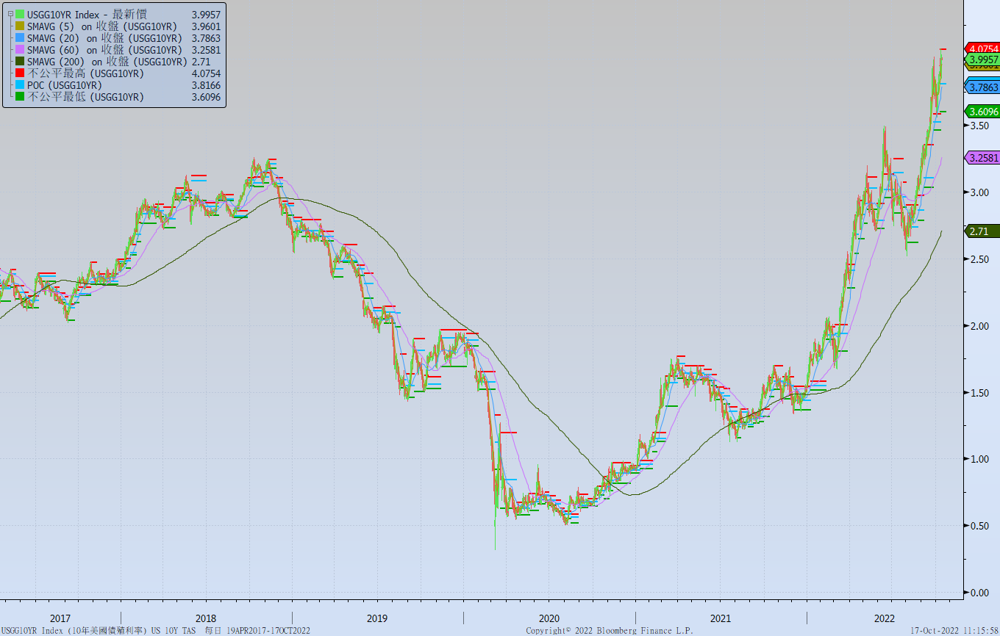 USGG10YR Index - 最新價 3.9957
SMAVG (5) on 收盤 (USGG10YR) 3.9601
SMAVG (20) on 收盤 (USGG10YR) 3.7863
SMAVG (60) on 收盤 (USGG10YR) 3.2581
SMAVG (200) on 收盤 (USGG10YR) 2.71
不公平最高 (USGG10YR) 4.0754
POC (USGG10YR) 3.8166
不公平最低 (USGG10YR) 3.6096
4.0754
3.9957
3.9601
3.7863
3.6096
3.50
3.2581
3.00
2.71
2.50
2.00
1.50
1.00
0.50
0.00
2017 2018 2019 2020 2021 2022
USGG10YR Index (10年美國債殖利率) US 10Y TAS 每日 19APR2017-17OCT2022 Copyright© 2022 Bloomberg Finance L.P. 17-Oct-2022 11:15:58